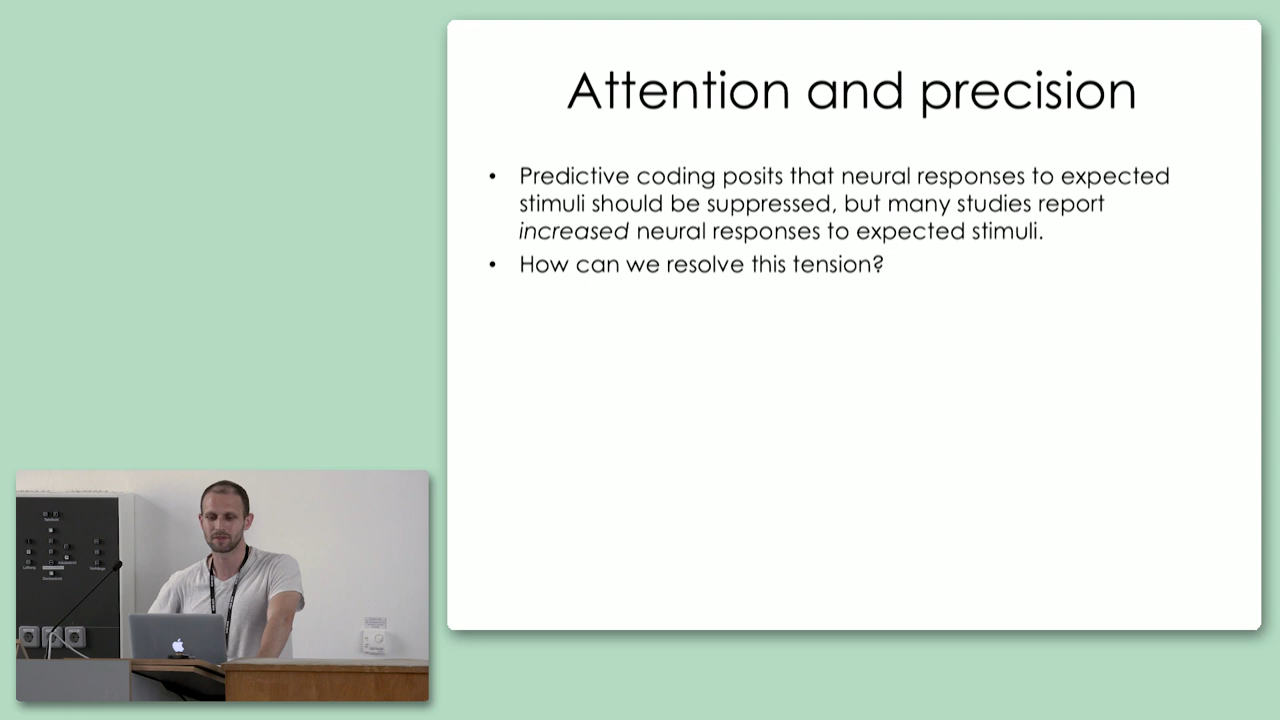 Attention and precision
• Predictive coding posits that neural responses to expected
stimuli should be suppressed, but many studies report
increased neural responses to expected stimuli.
• How can we resolve this tension?